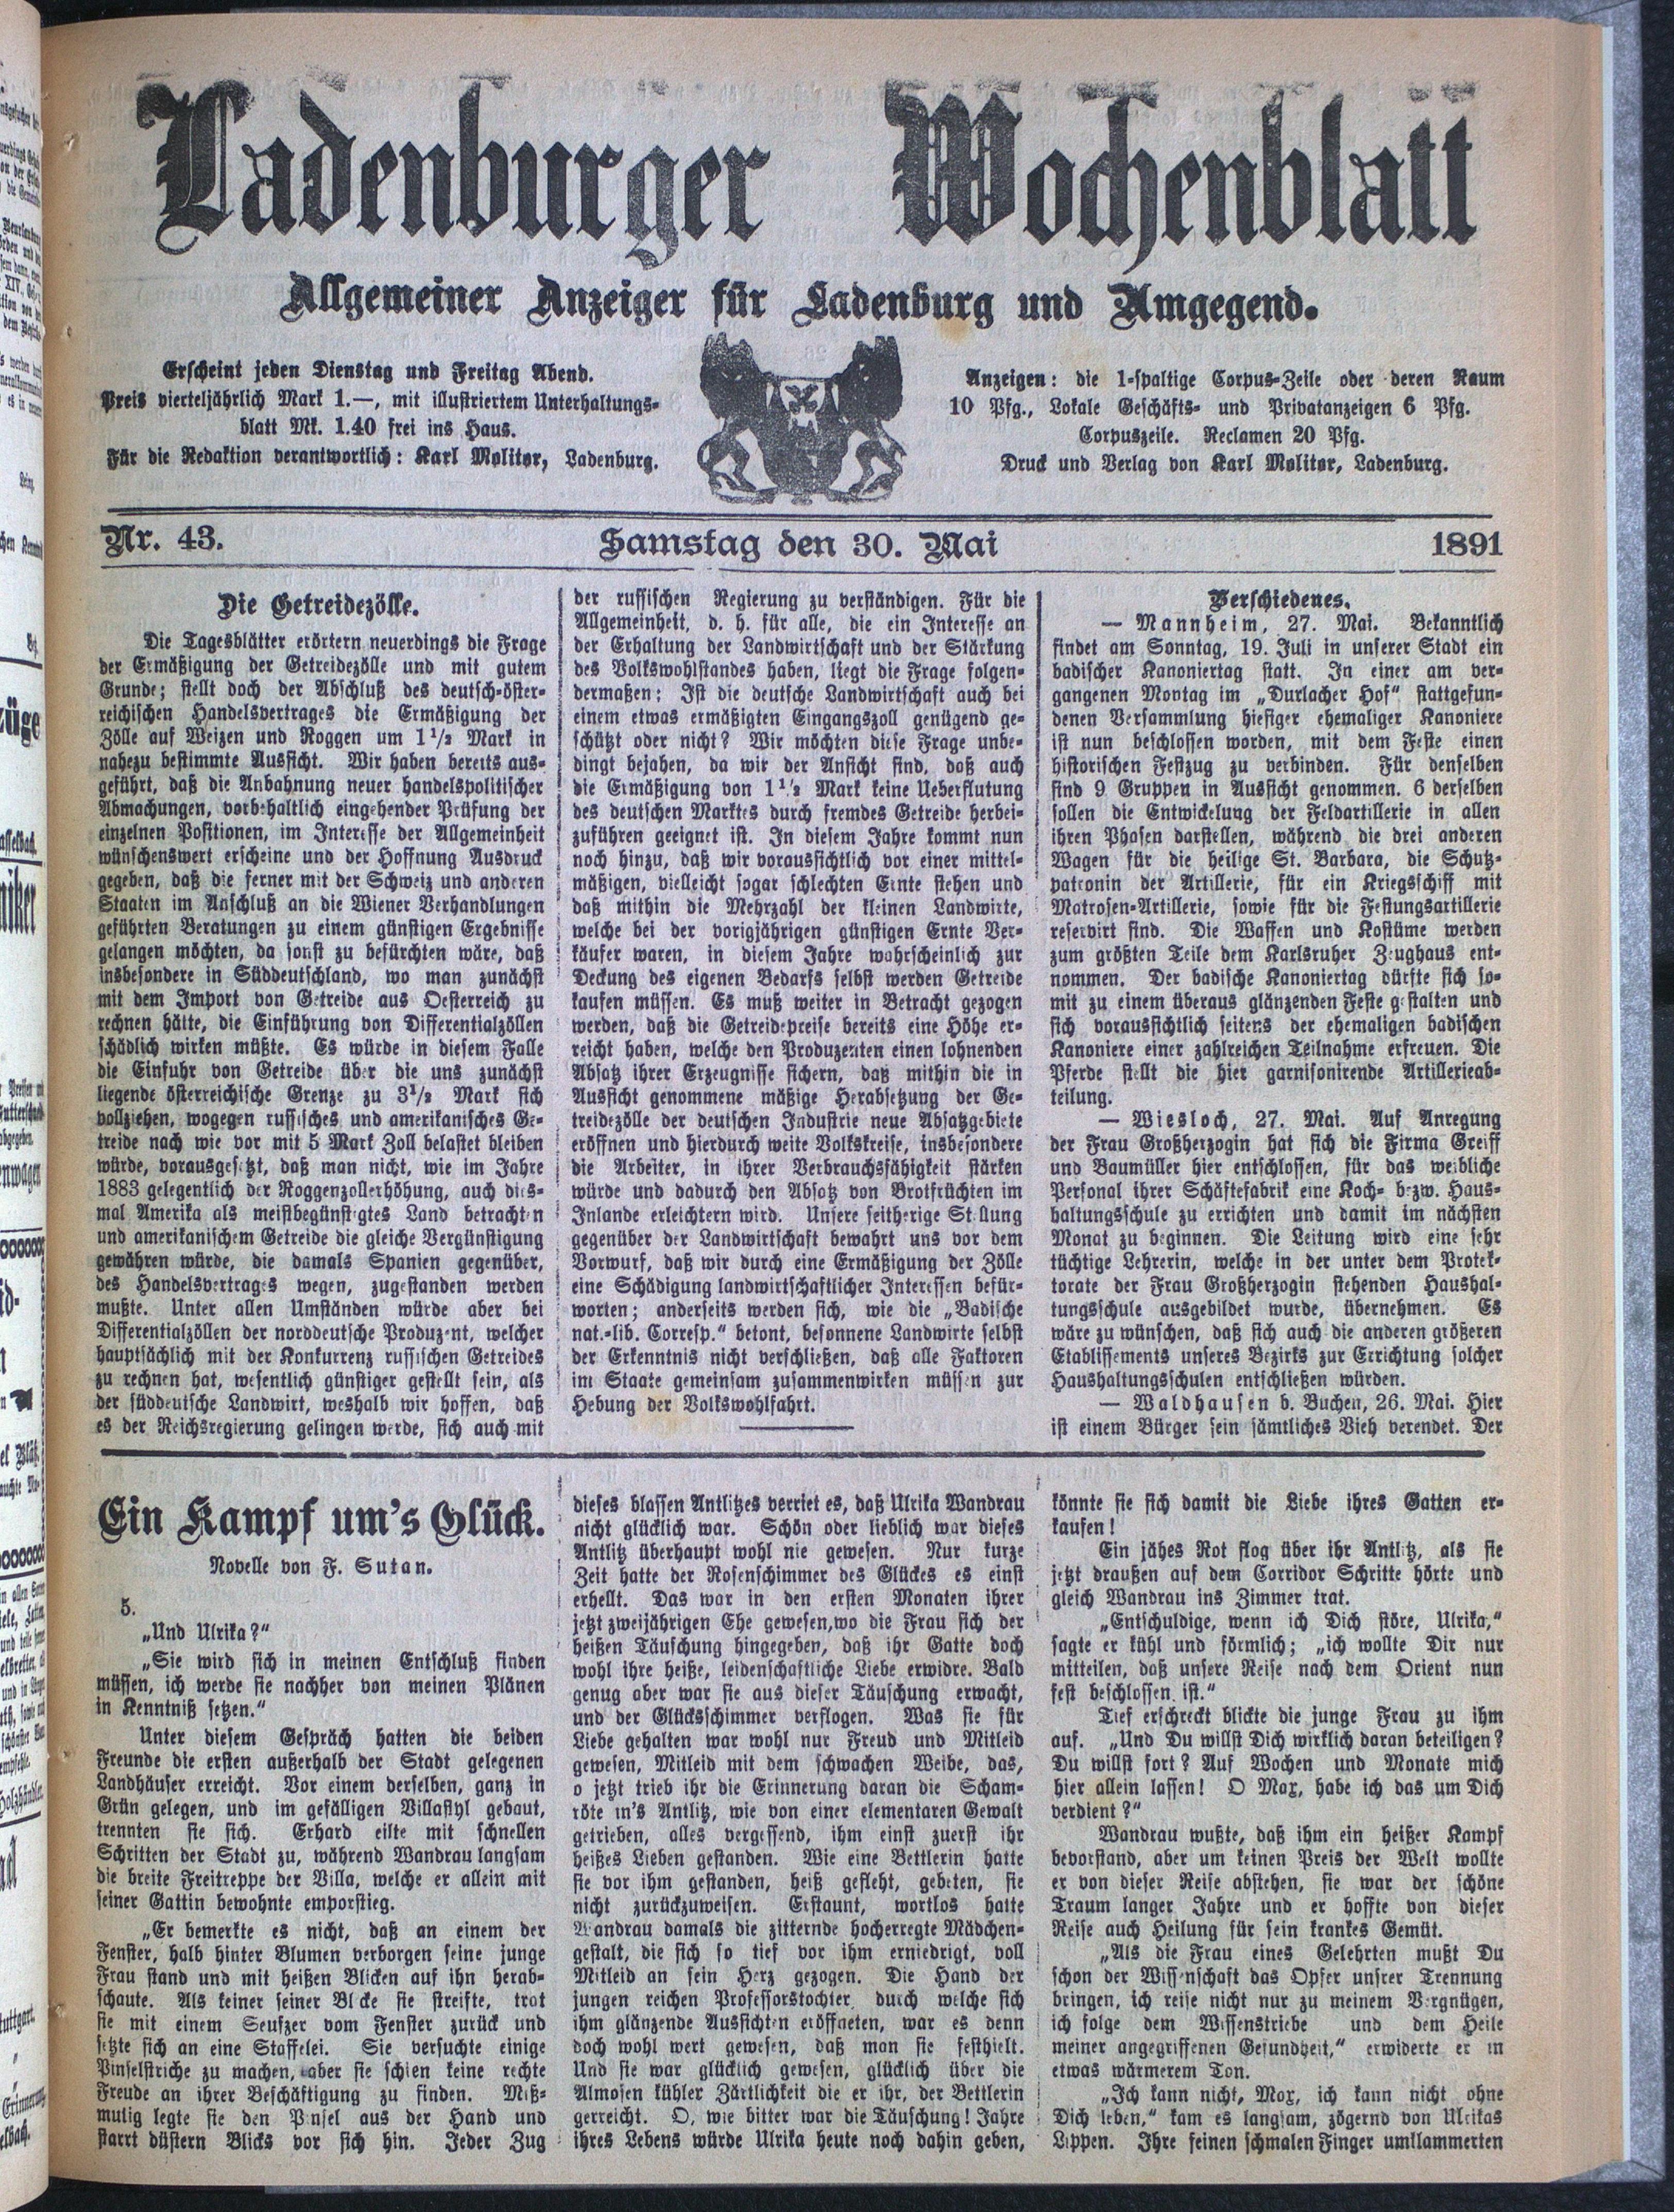 Ladenburger Wochenblatt
Allgemeiner Anzeiger für Ladenburg und Umgegend.
Erscheint jeden Dienstag und Freitag Abend.
Preis vierteljährlich Mark 1.—, mit illustriertem Unterhaltungs-
blatt Mk. 1.40 frei ins Haus.
Für die Redaktion verantwortlich: Karl Molitor, Ladenburg.
Anzeigen: die 1-spaltige Corpus-Zeile oder deren Raum
10 Pfg., Lokale Geschäfts- und Privatanzeigen 6 Pfg.
Corpuszeile. Reclamen 20 Pfg.
Druck und Verlag von Karl Molitor, Ladenburg.
Nr. 43. Samstag den 30. Mai 1891
Die Getreidezölle.
Die Tagesblätter erörtern neuerdings die Frage
der Ermäßigung der Getreidezölle und mit gutem
Grunde; stellt doch der Abschluß des deutsch-öster-
reichischen Handelsvertrages die Ermäßigung der
Zölle auf Weizen und Roggen um 1½ Mark in
nahezu bestimmte Aussicht. Wir haben bereits aus-
geführt, daß die Anbahnung neuer handelspolitischer
Abmachungen, vorbehaltlich eingehender Prüfung der
einzelnen Positionen, im Interesse der Allgemeinheit
wünschenswert erscheine und der Hoffnung Ausdruck
gegeben, daß die ferner mit der Schweiz und anderen
Staaten im Anschluß an die Wiener Verhandlungen
geführten Beratungen zu einem günstigen Ergebnisse
gelangen möchten, da sonst zu befürchten wäre, daß
insbesondere in Süddeutschland, wo man zunächst
mit dem Import von Getreide aus Oesterreich zu
rechnen hätte, die Einführung von Differentialzöllen
schädlich wirken müßte. Es würde in diesem Falle
die Einfuhr von Getreide über die uns zunächst
liegende österreichische Grenze zu 3½ Mark sich
vollziehen, wogegen russisches und amerikanisches Ge-
treide nach wie vor mit 5 Mark Zoll belastet bleiben
würde, vorausgesetzt, daß man nicht, wie im Jahre
1883 gelegentlich der Roggenzollerhöhung, auch dies-
mal Amerika als meistbegünstigtes Land betrachten
und amerikanischem Getreide die gleiche Vergünstigung
gewähren würde, die damals Spanien gegenüber,
des Handelsvertrages wegen, zugestanden werden
mußte. Unter allen Umständen würde aber bei
Differentialzöllen der norddeutsche Produzent, welcher
hauptsächlich mit der Konkurrenz russischen Getreides
zu rechnen hat, wesentlich günstiger gestellt sein, als
der süddeutsche Landwirt, weshalb wir hoffen, daß
es der Reichsregierung gelingen werde, sich auch mit
der russischen Regierung zu verständigen. Für die
Allgemeinheit, d. h. für alle, die ein Interesse an
der Erhaltung der Landwirtschaft und der Stärkung
des Volkswohlstandes haben, liegt die Frage folgen-
dermaßen: Ist die deutsche Landwirtschaft auch bei
einem etwas ermäßigten Eingangszoll genügend ge-
schützt oder nicht? Wir möchten diese Frage unbe-
dingt bejahen, da wir der Ansicht sind, daß auch
die Ermäßigung von 1½ Mark keine Ueberflutung
des deutschen Marktes durch fremdes Getreide herbei-
zuführen geeignet ist. In diesem Jahre kommt nun
noch hinzu, daß wir voraussichtlich vor einer mittel-
mäßigen, vielleicht sogar schlechten Ernte stehen und
daß mithin die Mehrzahl der kleinen Landwirte,
welche bei der vorigjährigen günstigen Ernte Ver-
käufer waren, in diesem Jahre wahrscheinlich zur
Deckung des eigenen Bedarfs selbst werden Getreide
kaufen müssen. Es muß weiter in Betracht gezogen
werden, daß die Getreidepreise bereits eine Höhe er-
reicht haben, welche den Produzenten einen lohnenden
Absatz ihrer Erzeugnisse sichern, daß mithin die in
Aussicht genommene mäßige Herabsetzung der Ge-
treidezölle der deutschen Industrie neue Absatzgebiete
eröffnen und hierdurch weite Volkskreise, insbesondere
die Arbeiter, in ihrer Verbrauchsfähigkeit stärken
würde und dadurch den Absatz von Brotfrüchten im
Inlande erleichtern wird. Unsere seitherige Stellung
gegenüber der Landwirtschaft bewahrt uns vor dem
Vorwurf, daß wir durch eine Ermäßigung der Zölle
eine Schädigung landwirtschaftlicher Interessen befür-
worten; anderseits werden sich, wie die „Badische
nat.-lib. Corresp.“ betont, besonnene Landwirte selbst
der Erkenntnis nicht verschließen, daß alle Faktoren
im Staate gemeinsam zusammenwirken müssen zur
Hebung der Volkswohlfahrt.
Verschiedenes.
— Mannheim, 27. Mai. Bekanntlich
findet am Sonntag, 19. Juli in unserer Stadt ein
badischer Kanoniertag statt. In einer am ver-
gangenen Montag im „Durlacher Hof“ stattgefun-
denen Versammlung hiesiger ehemaliger Kanoniere
ist nun beschlossen worden, mit dem Feste einen
historischen Festzug zu verbinden. Für denselben
sind 9 Gruppen in Aussicht genommen. 6 derselben
sollen die Entwickelung der Feldartillerie in allen
ihren Phasen darstellen, während die drei anderen
Wagen für die heilige St. Barbara, die Schutz-
patronin der Artillerie, für ein Kriegsschiff mit
Matrosen-Artillerie, sowie für die Festungsartillerie
reservirt sind. Die Waffen und Kostüme werden
zum größten Teile dem Karlsruher Zeughaus ent-
nommen. Der badische Kanoniertag dürfte sich so-
mit zu einem überaus glänzenden Feste gestalten und
sich voraussichtlich seitens der ehemaligen badischen
Kanoniere einer zahlreichen Teilnahme erfreuen. Die
Pferde stellt die hier garnisonirende Artillerieab-
teilung.
— Wiesloch, 27. Mai. Auf Anregung
der Frau Großherzogin hat sich die Firma Greiff
und Baumüller hier entschlossen, für das weibliche
Personal ihrer Schäftefabrik eine Koch- bezw. Haus-
haltungsschule zu errichten und damit im nächsten
Monat zu beginnen. Die Leitung wird eine sehr
tüchtige Lehrerin, welche in der unter dem Protek-
torate der Frau Großherzogin stehenden Haushal-
tungsschule ausgebildet wurde, übernehmen. Es
wäre zu wünschen, daß sich auch die anderen größeren
Etablissements unseres Bezirks zur Errichtung solcher
Haushaltungsschulen entschließen würden.
— Waldhausen b. Buchen, 26. Mai. Hier
ist einem Bürger sein sämtliches Vieh verendet. Der
Ein Kampf um's Glück.
Novelle von F. Sutan.
5.
„Und Ulrika?“
„Sie wird sich in meinen Entschluß finden
müssen, ich werde sie nachher von meinen Plänen
in Kenntniß setzen.“
Unter diesem Gespräch hatten die beiden
Freunde die ersten außerhalb der Stadt gelegenen
Landhäuser erreicht. Vor einem derselben, ganz in
Grün gelegen, und im gefälligen Villastyl gebaut,
trennten sie sich. Erhard eilte mit schnellen
Schritten der Stadt zu, während Wandrau langsam
die breite Freitreppe der Villa, welche er allein mit
seiner Gattin bewohnte emporstieg.
„Er bemerkte es nicht, daß an einem der
Fenster, halb hinter Blumen verborgen seine junge
Frau stand und mit heißen Blicken auf ihn herab-
schaute. Als keiner seiner Blicke sie streifte, trat
sie mit einem Seufzer vom Fenster zurück und
setzte sich an eine Staffelei. Sie versuchte einige
Pinselstriche zu machen, aber sie schien keine rechte
Freude an ihrer Beschäftigung zu finden. Miß-
mutig legte sie den Pinsel aus der Hand und
starrt düstern Blicks vor sich hin. Jeder Zug
dieses blassen Antlitzes verriet es, daß Ulrika Wandrau
nicht glücklich war. Schön oder lieblich war dieses
Antlitz überhaupt wohl nie gewesen. Nur kurze
Zeit hatte der Rosenschimmer des Glückes es einst
erhellt. Das war in den ersten Monaten ihrer
jetzt zweijährigen Ehe gewesen,wo die Frau sich der
heißen Täuschung hingegeben, daß ihr Gatte doch
wohl ihre heiße, leidenschaftliche Liebe erwidre. Bald
genug aber war sie aus dieser Täuschung erwacht,
und der Glücksschimmer verflogen. Was sie für
Liebe gehalten war wohl nur Freud und Mitleid
gewesen, Mitleid mit dem schwachen Weibe, das,
o jetzt trieb ihr die Erinnerung daran die Scham-
röte in's Antlitz, wie von einer elementaren Gewalt
getrieben, alles vergessend, ihm einst zuerst ihr
heißes Lieben gestanden. Wie eine Bettlerin hatte
sie vor ihm gestanden, heiß gefleht, gebeten, sie
nicht zurückzuweisen. Erstaunt, wortlos hatte
Wandrau damals die zitternde hocherregte Mädchen-
gestalt, die sich so tief vor ihm erniedrigt, voll
Mitleid an sein Herz gezogen. Die Hand der
jungen reichen Professorstochter durch welche sich
ihm glänzende Aussichten eröffneten, war es denn
doch wohl wert gewesen, daß man sie festhielt.
Und sie war glücklich gewesen, glücklich über die
Almosen kühler Zärtlichkeit die er ihr, der Bettlerin
gerreicht. O, wie bitter war die Täuschung! Jahre
ihres Lebens würde Ulrika heute noch dahin geben,
könnte sie sich damit die Liebe ihres Gatten er-
kaufen!
Ein jähes Rot flog über ihr Antlitz, als sie
jetzt draußen auf dem Corridor Schritte hörte und
gleich Wandrau ins Zimmer trat.
„Entschuldige, wenn ich Dich störe, Ulrika,“
sagte er kühl und förmlich; „ich wollte Dir nur
mitteilen, daß unsere Reise nach dem Orient nun
fest beschlossen ist.“
Tief erschreckt blickte die junge Frau zu ihm
auf. „Und Du willst Dich wirklich daran beteiligen?
Du willst fort? Auf Wochen und Monate mich
hier allein lassen! O Max, habe ich das um Dich
verdient?“
Wandrau wußte, daß ihm ein heißer Kampf
bevorstand, aber um keinen Preis der Welt wollte
er von dieser Reise abstehen, sie war der schöne
Traum langer Jahre und er hoffte von dieser
Reise auch Heilung für sein krankes Gemüt.
„Als die Frau eines Gelehrten mußt Du
schon der Wissenschaft das Opfer unsrer Trennung
bringen, ich reise nicht nur zu meinem Vergnügen,
ich folge dem Wissenstriebe und dem Heile
meiner angegriffenen Gesundheit,“ erwiderte er in
etwas wärmerem Ton.
„Ich kann nicht, Max, ich kann nicht ohne
Dich leben,“ kam es langsam, zögernd von Ulrikas
Lippen. Ihre feinen schmalen Finger umklammerten